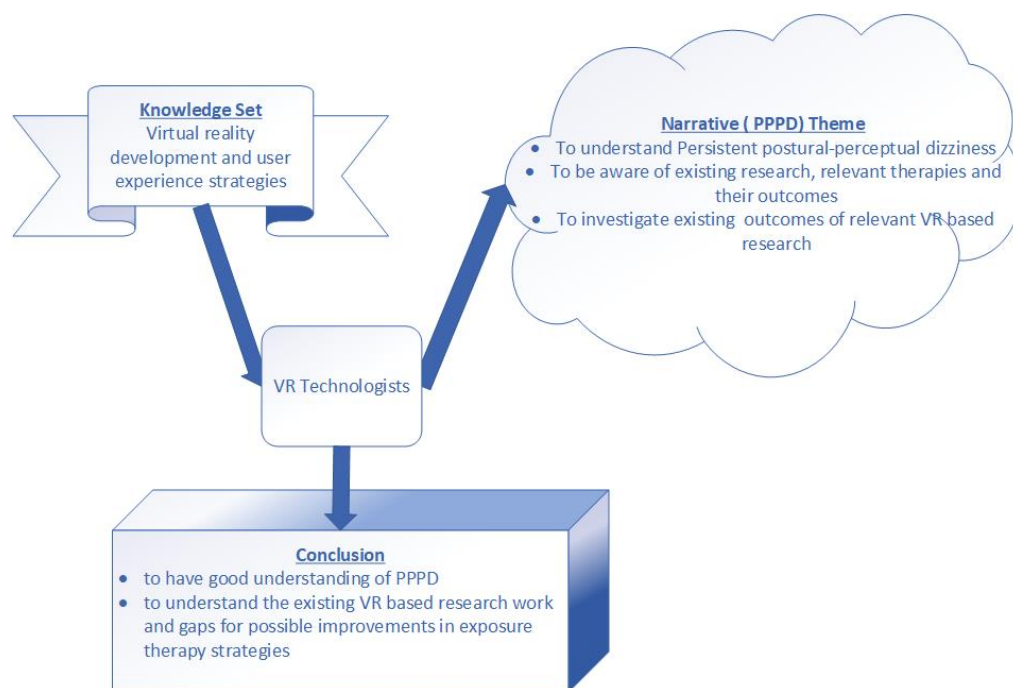 Knowledge Set
Virtual reality
development and user
experience strategies
Narrative ( PPPD) Theme
• To understand Persistent postural-perceptual dizziness
• To be aware of existing research, relevant therapies and
their outcomes
• To investigate existing outcomes of relevant VR based
research
VR Technologists
Conclusion
• to have good understanding of PPPD
• to understand the existing VR based research work
and gaps for possible improvements in exposure
therapy strategies